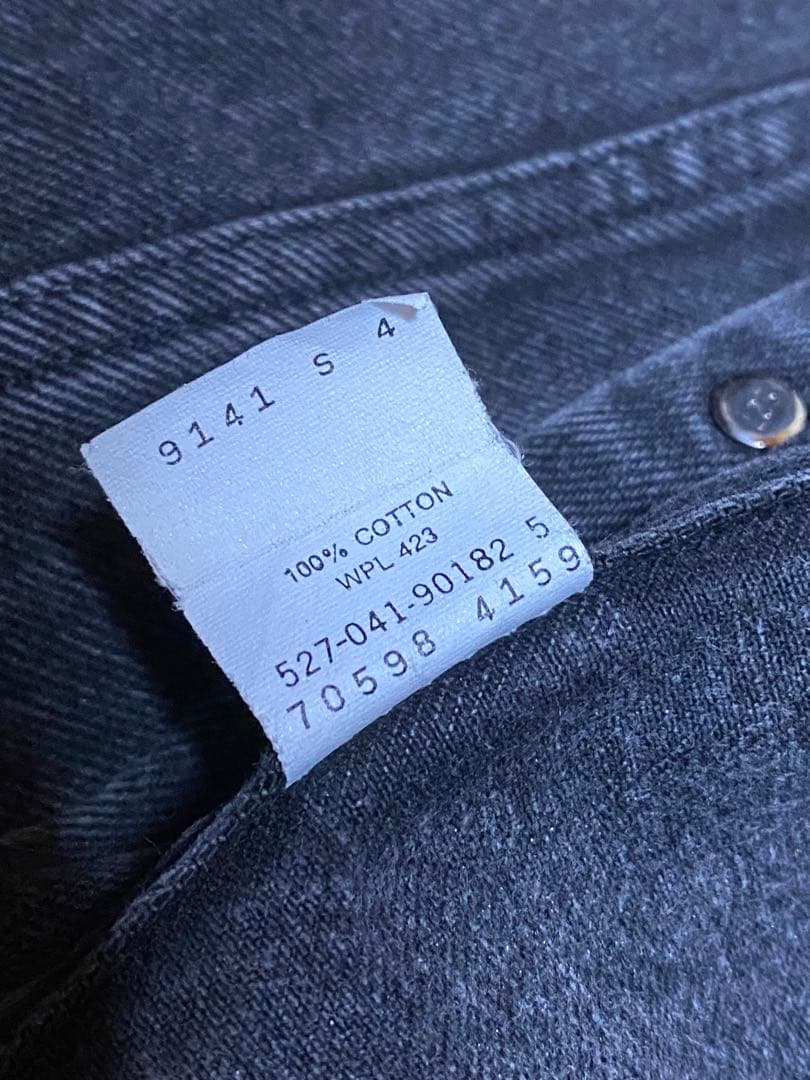 9141 S 4
100% COTTON
WPL 423
527-041-90182 5
70598 4159